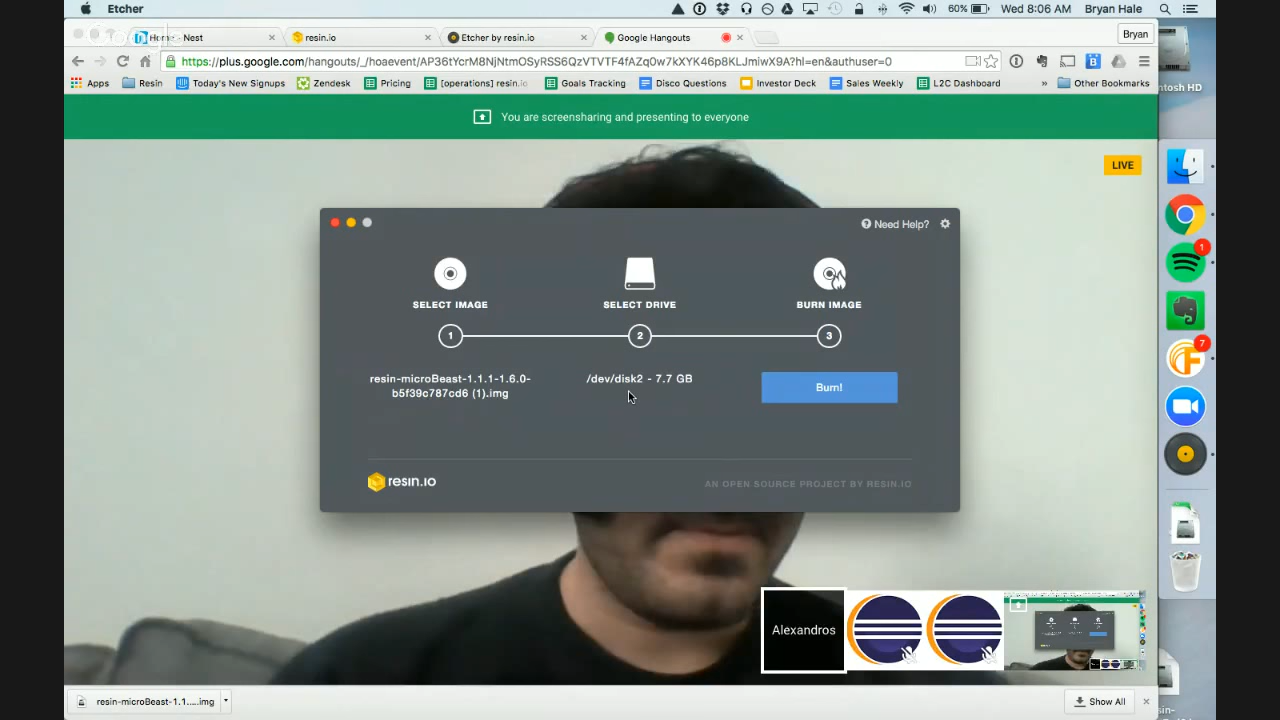 Etcher
60%
Wed 8:06 AM
Bryan Hale
Nest
resin.io
Etcher by resin.io
Google Hangouts
Bryan
https://plus.google.com/hangouts/_/hoaevent/AP36tYcrM8NjNtmOSyRSS6QzVTVTF4fAZq0w7kXYK46p8KLJmiwX9A?hl=en&authuser=0
Apps
Resin
Today's New Signups
Zendesk
Pricing
[operations] resin.io
Goals Tracking
Disco Questions
Investor Deck
Sales Weekly
L2C Dashboard
»
Other Bookmarks
You are screensharing and presenting to everyone
LIVE
Need Help?
SELECT IMAGE
SELECT DRIVE
BURN IMAGE
1
2
3
resin-microBeast-1.1.1-1.6.0-
b5f39c787cd6 (1).img
/dev/disk2 - 7.7 GB
Burn!
resin.io
AN OPEN SOURCE PROJECT BY RESIN.IO
Alexandros
resin-microBeast-1.1.....img
Show All
ntosh HD
1
7